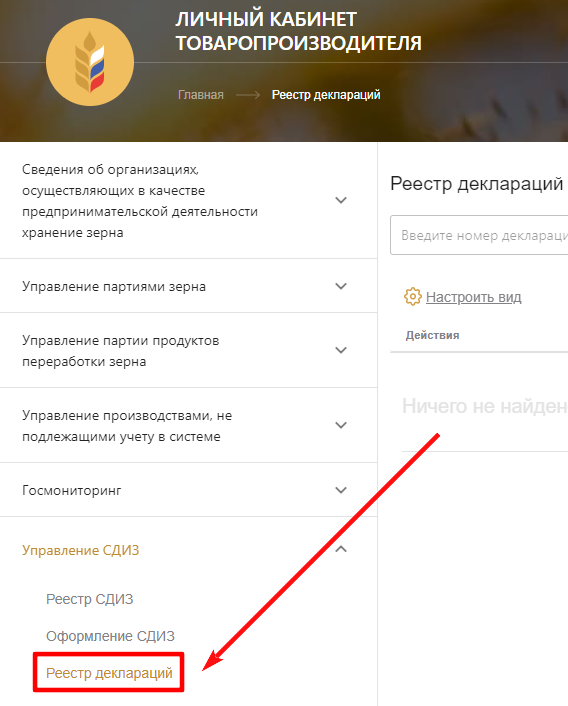 ЛИЧНЫЙ КАБИНЕТ
ТОВАРОПРОИЗВОДИТЕЛЯ
Главная
Реестр деклараций
Сведения об организациях,
осуществляющих в качестве
предпринимательской деятельности
хранение зерна
Управление партиями зерна
Управление партии продуктов
переработки зерна
Управление производствами, не
подлежащими учету в системе
Госмониторинг
Управление СДИЗ
Реестр СДИЗ
Оформление СДИЗ
Реестр деклараций
Реестр деклараций
Введите номер деклараци
Настроить вид
Действия
Ничего не найден